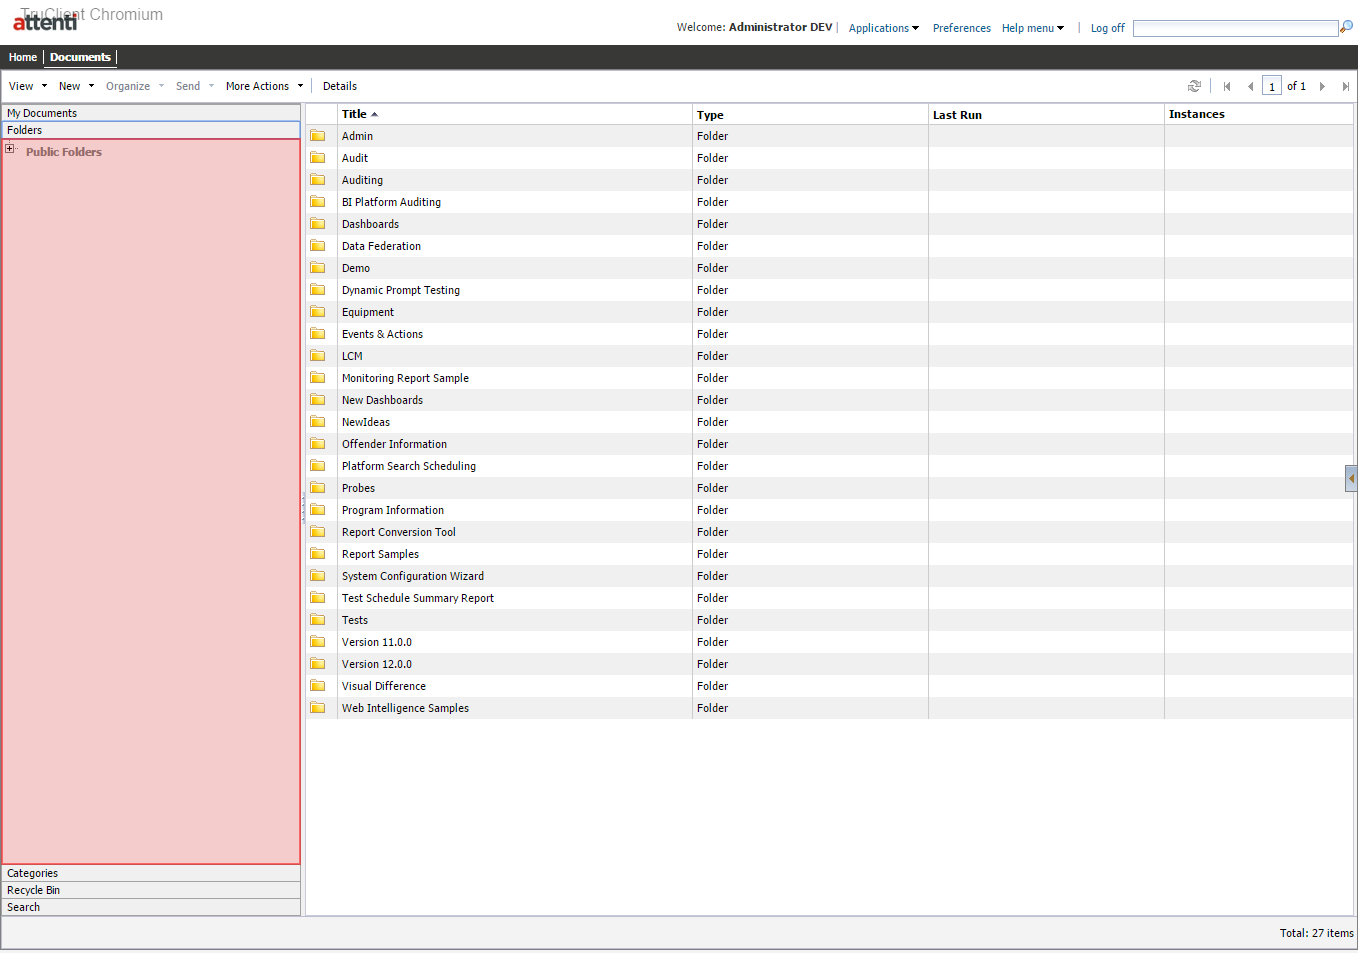 TruClient Chromium
attenti
Welcome: Administrator DEV | Applications Preferences Help menu | Log off
Home Documents
View New Organize Send More Actions Details 1 of 1
My Documents
Folders
Public Folders
Categories
Recycle Bin
Search
Title Type Last Run Instances
Admin Folder
Audit Folder
Auditing Folder
BI Platform Auditing Folder
Dashboards Folder
Data Federation Folder
Demo Folder
Dynamic Prompt Testing Folder
Equipment Folder
Events & Actions Folder
LCM Folder
Monitoring Report Sample Folder
New Dashboards Folder
NewIdeas Folder
Offender Information Folder
Platform Search Scheduling Folder
Probes Folder
Program Information Folder
Report Conversion Tool Folder
Report Samples Folder
System Configuration Wizard Folder
Test Schedule Summary Report Folder
Tests Folder
Version 11.0.0 Folder
Version 12.0.0 Folder
Visual Difference Folder
Web Intelligence Samples Folder
Total: 27 items